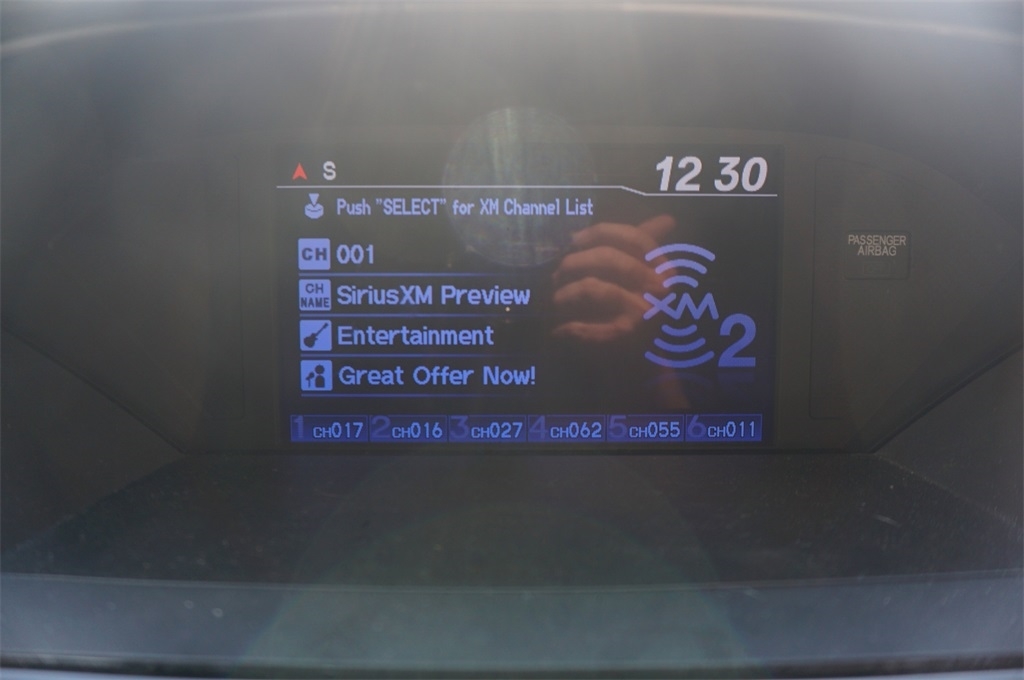 S
12 30
Push "SELECT" for XM Channel List
CH 001
CH NAME SiriusXM Preview
Entertainment
Great Offer Now!
XM 2
1 CH017 2 CH016 3 CH027 4 CH062 5 CH055 6 CH011
PASSENGER
AIRBAG